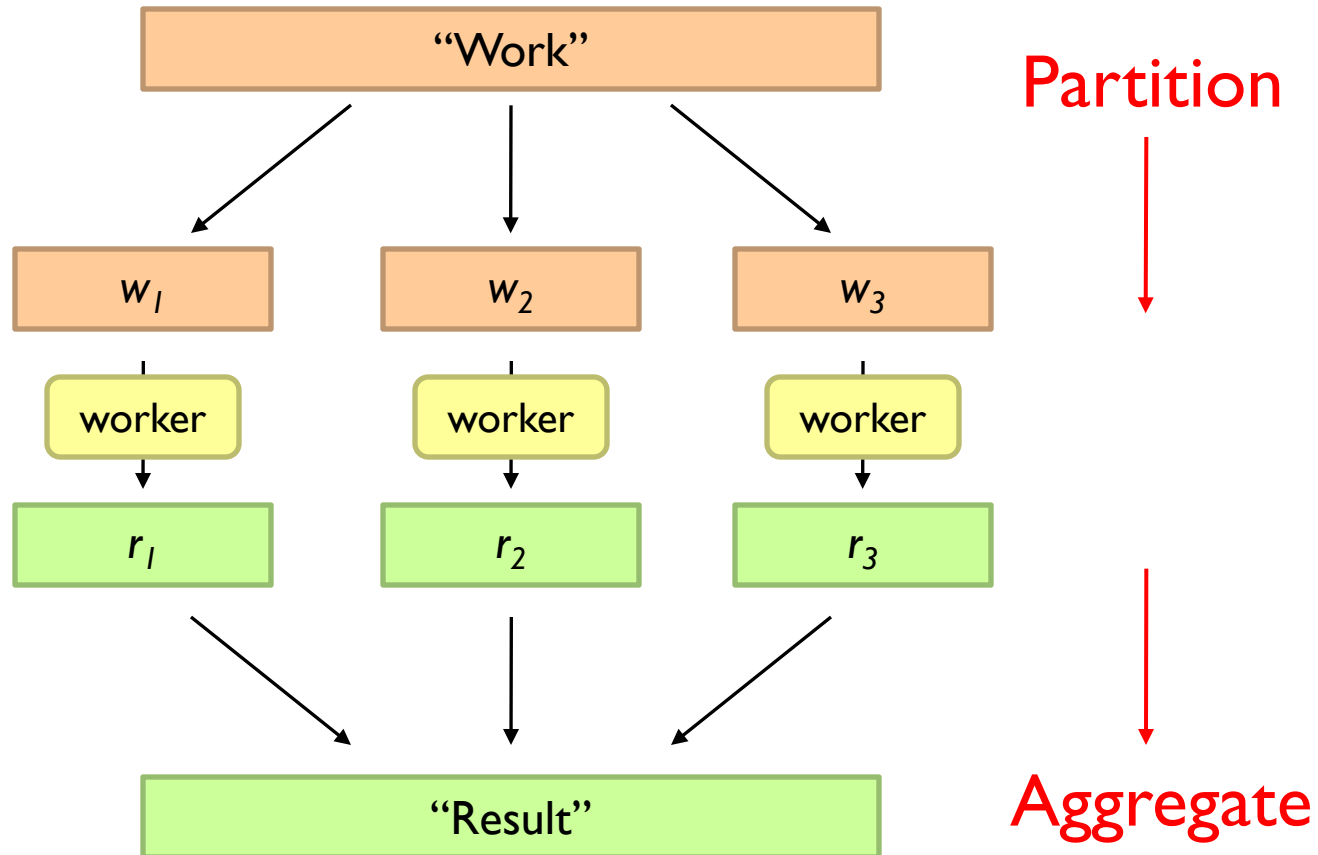 “Work”
Partition
w1 w2 w3
worker worker worker
r1 r2 r3
“Result”
Aggregate